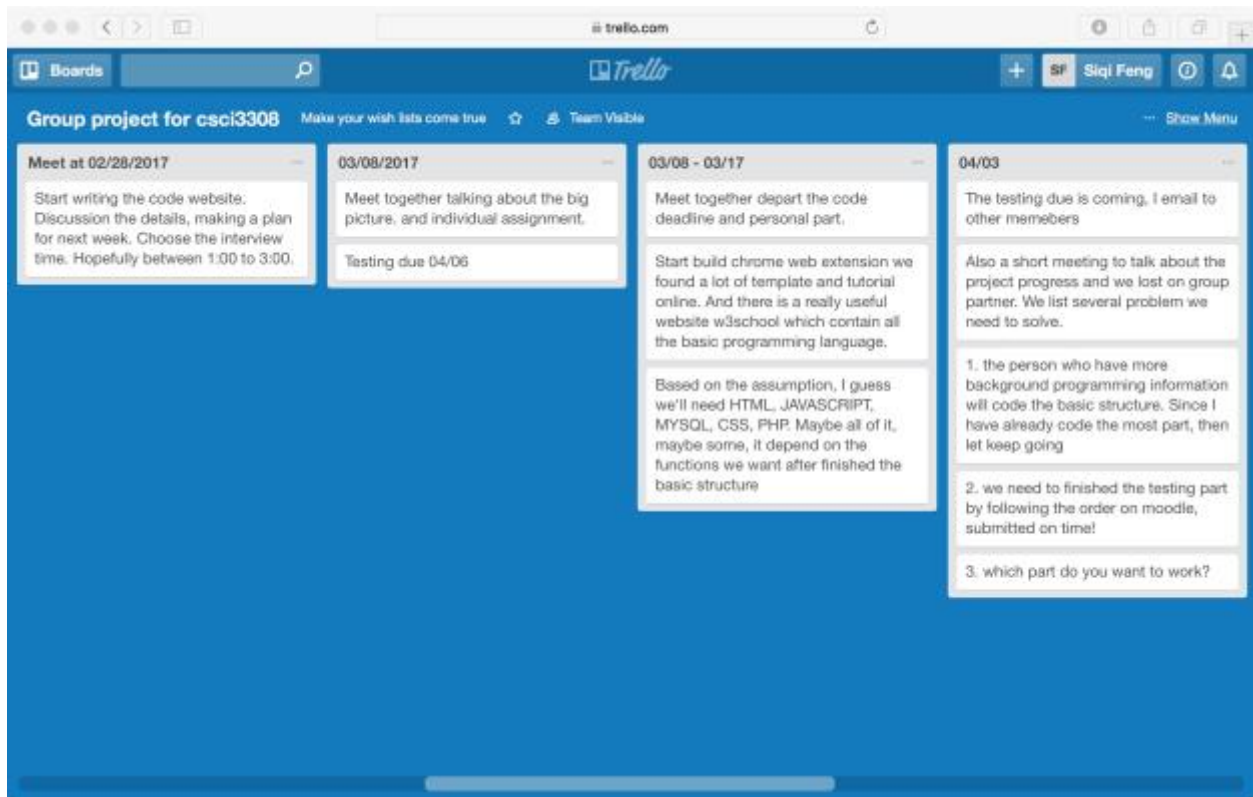 trello.com
Boards
Trello
SF Siqi Feng
Group project for csci3308 Make your wish lists come true Team Visible
... Show Menu
Meet at 02/28/2017
Start writing the code website.
Discussion the details, making a plan
for next week. Choose the interview
time. Hopefully between 1:00 to 3:00.
03/08/2017
Meet together talking about the big
picture, and individual assignment.
Testing due 04/06
03/08 - 03/17
Meet together depart the code
deadline and personal part.
Start build chrome web extension we
found a lot of template and tutorial
online. And there is a really useful
website w3school which contain all
the basic programming language.
Based on the assumption, I guess
we'll need HTML, JAVASCRIPT,
MYSQL, CSS, PHP. Maybe all of it,
maybe some, it depend on the
functions we want after finished the
basic structure
04/03
The testing due is coming, I email to
other memebers
Also a short meeting to talk about the
project progress and we lost on group
partner. We list several problem we
need to solve.
1. the person who have more
background programming information
will code the basic structure. Since I
have already code the most part, then
let keep going
2. we need to finished the testing part
by following the order on moodle,
submitted on time!
3. which part do you want to work?